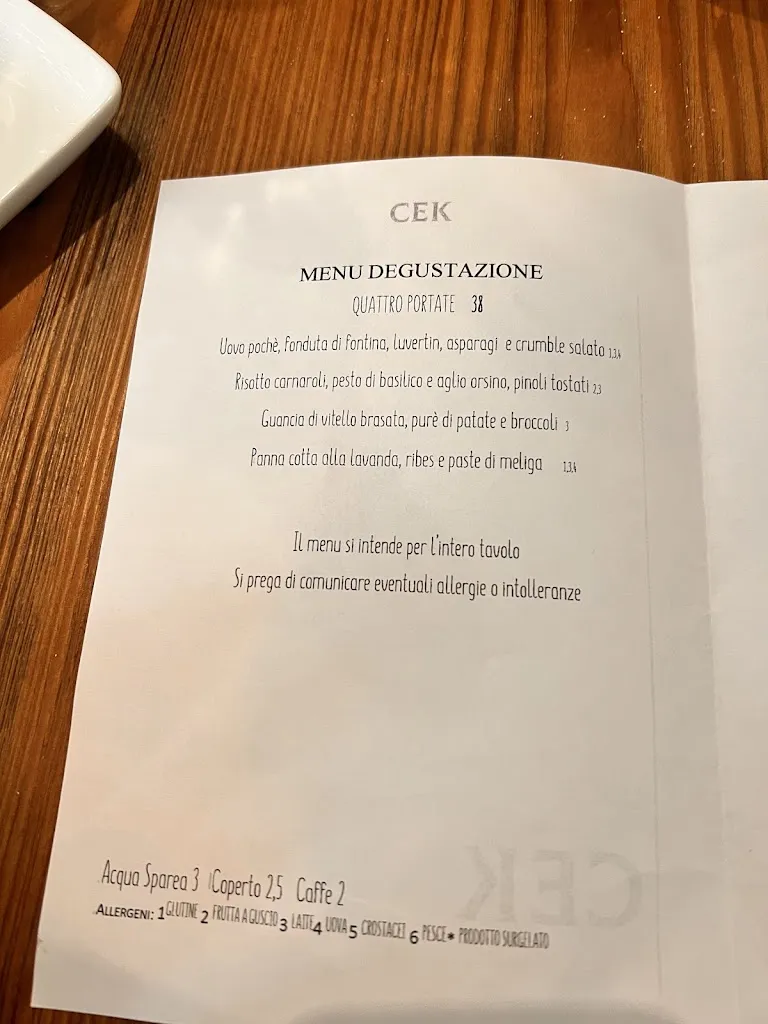 CEK
MENU DEGUSTAZIONE
QUATTRO PORTATE 38
Uovo pochè, fonduta di fontina, luvertin, asparagi e crumble salato 1,3,4
Risotto carnaroli, pesto di basilico e aglio orsino, pinoli tostati 2,3
Guancia di vitello brasata, purè di patate e broccoli 3
Panna cotta alla lavanda, ribes e paste di meliga 1,3,4
Il menu si intende per l'intero tavolo
Si prega di comunicare eventuali allergie o intolleranze
Acqua Sparea 3 Coperto 2,5 Caffe 2
.ALLERGENI: 1 GLUTINE 2 FRUTTA A GUSCIO 3 LATTE 4 UOVA 5 CROSTACEI 6 PESCE * PRODOTTO SURGELATO
CEK